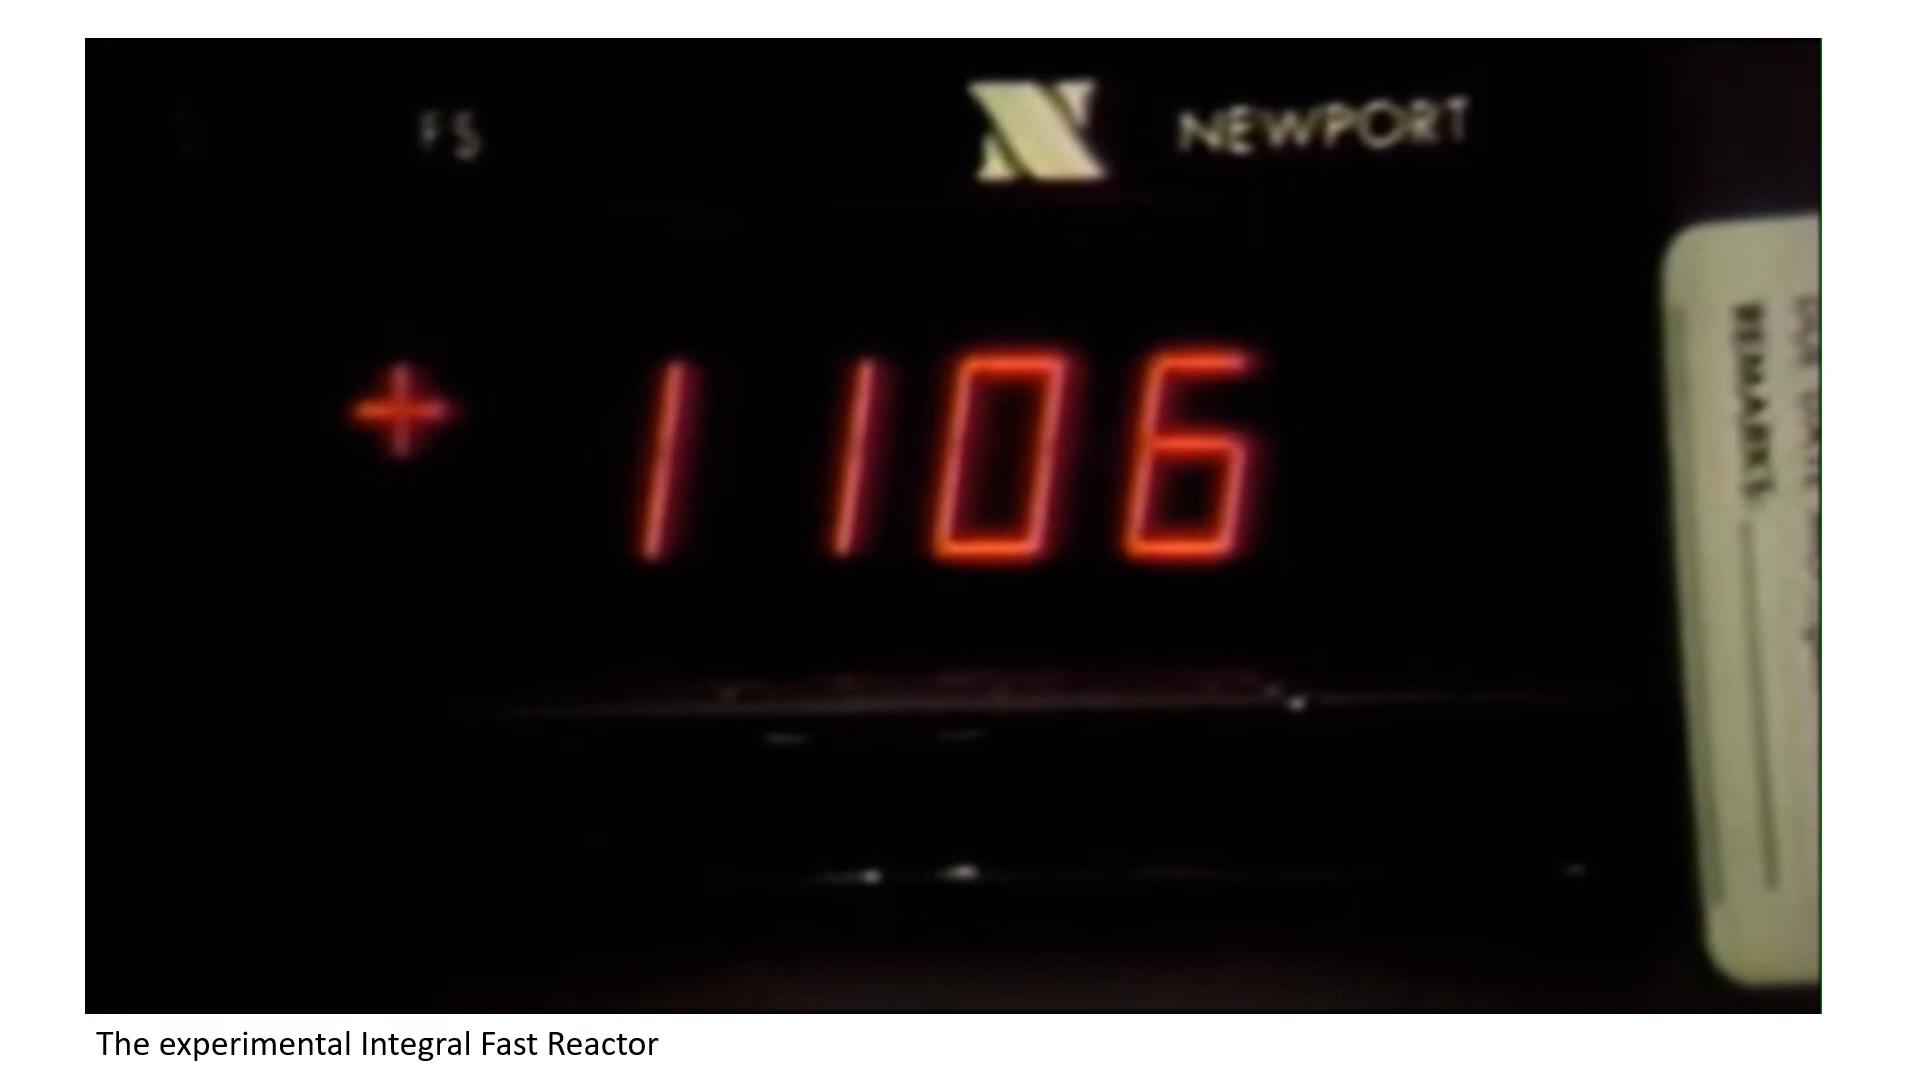 FS
NEWPORT
+1106
REMARKS
The experimental Integral Fast Reactor